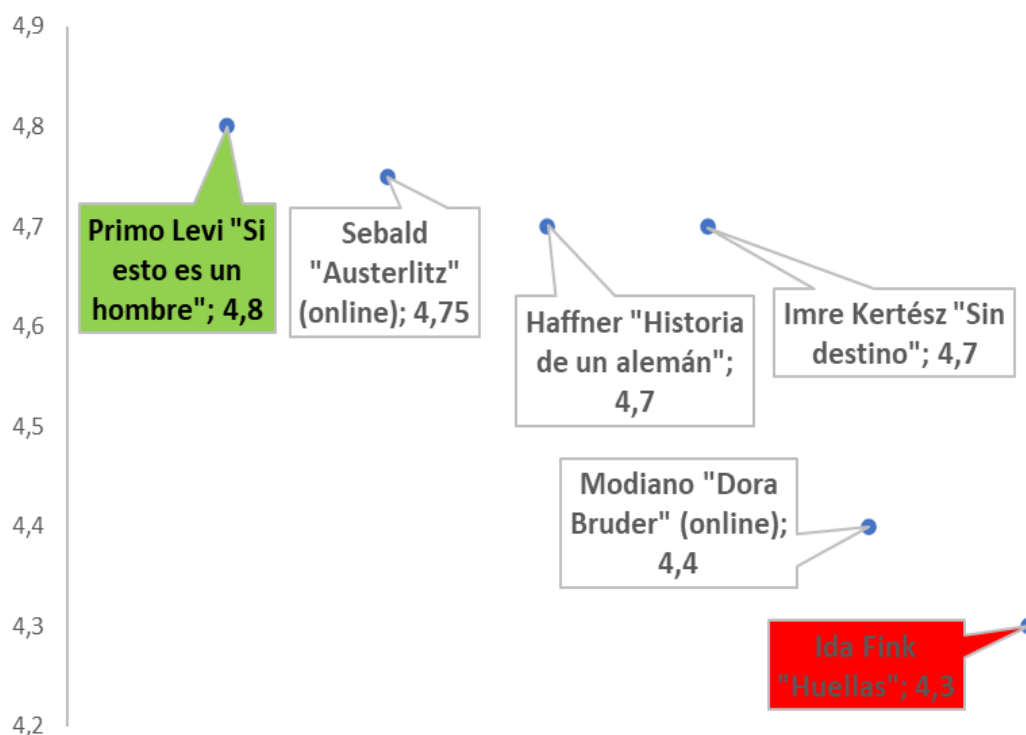 4,9
4,8
4,7
4,6
4,5
4,4
4,3
4,2
Primo Levi "Si
esto es un
hombre"; 4,8
Sebald
"Austerlitz"
(online); 4,75
Haffner "Historia
de un alemán";
4,7
Imre Kertész "Sin
destino"; 4,7
Modiano "Dora
Bruder" (online);
4,4
Ida Fink
"Huellas"; 4,3